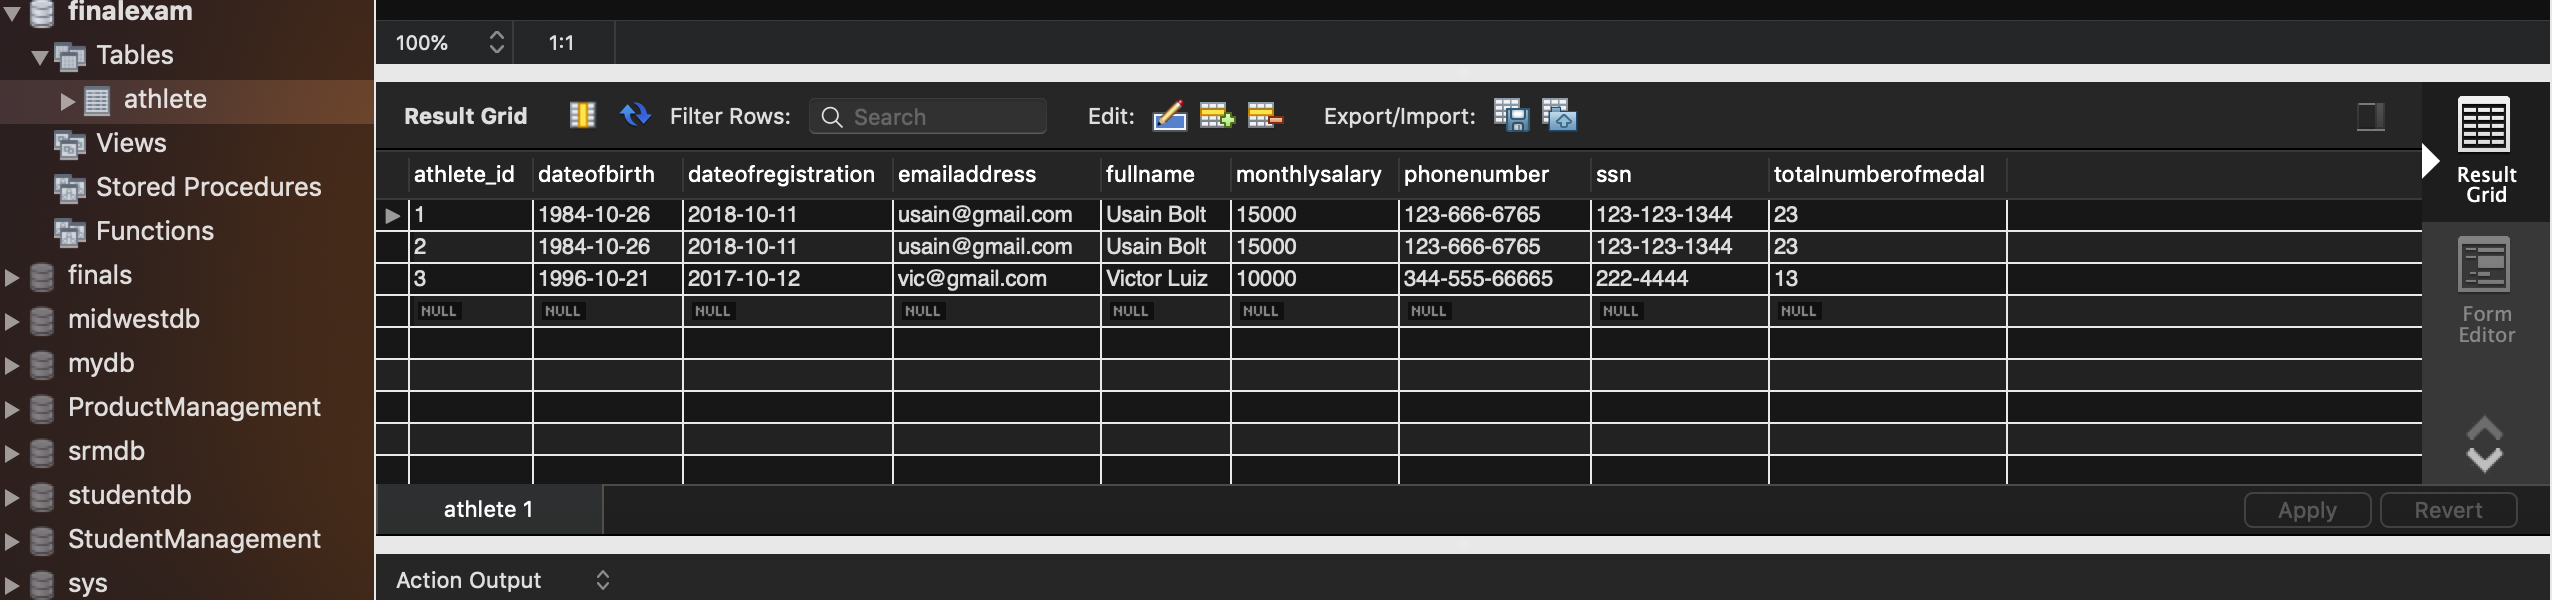 finalexam
Tables
athlete
Views
Stored Procedures
Functions
finals
midwestdb
mydb
ProductManagement
srmdb
studentdb
StudentManagement
sys
100% 1:1
Result Grid Filter Rows: Search Edit: Export/Import:
athlete_id dateofbirth dateofregistration emailaddress fullname monthlysalary phonenumber ssn totalnumberofmedal
1 1984-10-26 2018-10-11 usain@gmail.com Usain Bolt 15000 123-666-6765 123-123-1344 23
2 1984-10-26 2018-10-11 usain@gmail.com Usain Bolt 15000 123-666-6765 123-123-1344 23
3 1996-10-21 2017-10-12 vic@gmail.com Victor Luiz 10000 344-555-66665 222-4444 13
NULL NULL NULL NULL NULL NULL NULL NULL NULL
Result
Grid
Form
Editor
athlete 1
Apply Revert
Action Output